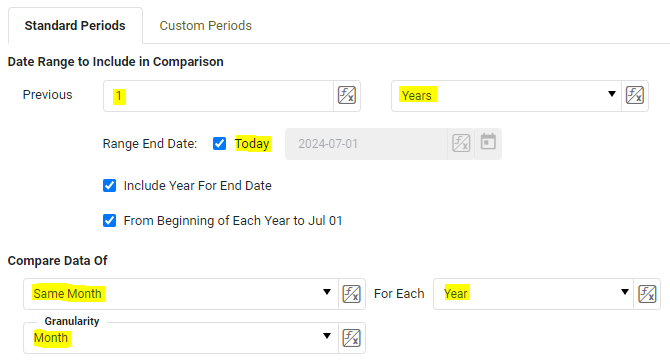 Standard Periods Custom Periods
Date Range to Include in Comparison
Previous 1 Years
Range End Date: Today 2024-07-01
Include Year For End Date
From Beginning of Each Year to Jul 01
Compare Data Of
Same Month For Each Year
Granularity
Month